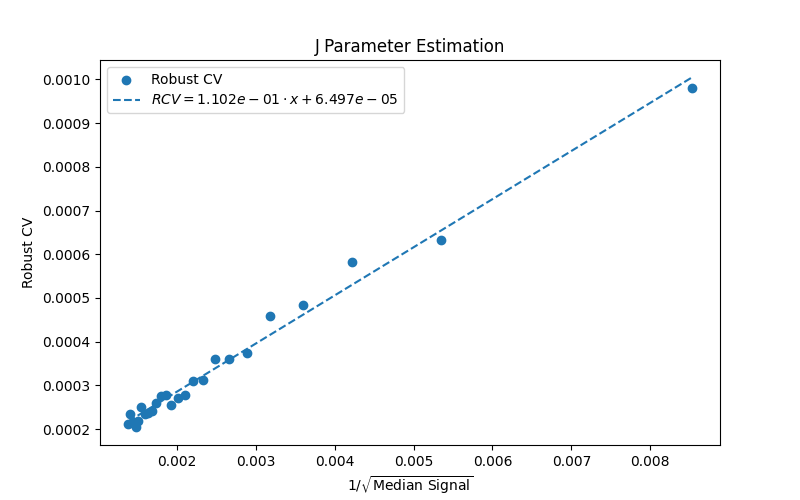 J Parameter Estimation
Robust CV
RCV = 1.102e − 01 · x + 6.497e − 05
0.0010
0.0009
0.0008
0.0007
0.0006
0.0005
0.0004
0.0003
0.0002
Robust CV
0.002 0.003 0.004 0.005 0.006 0.007 0.008
1/√Median Signal